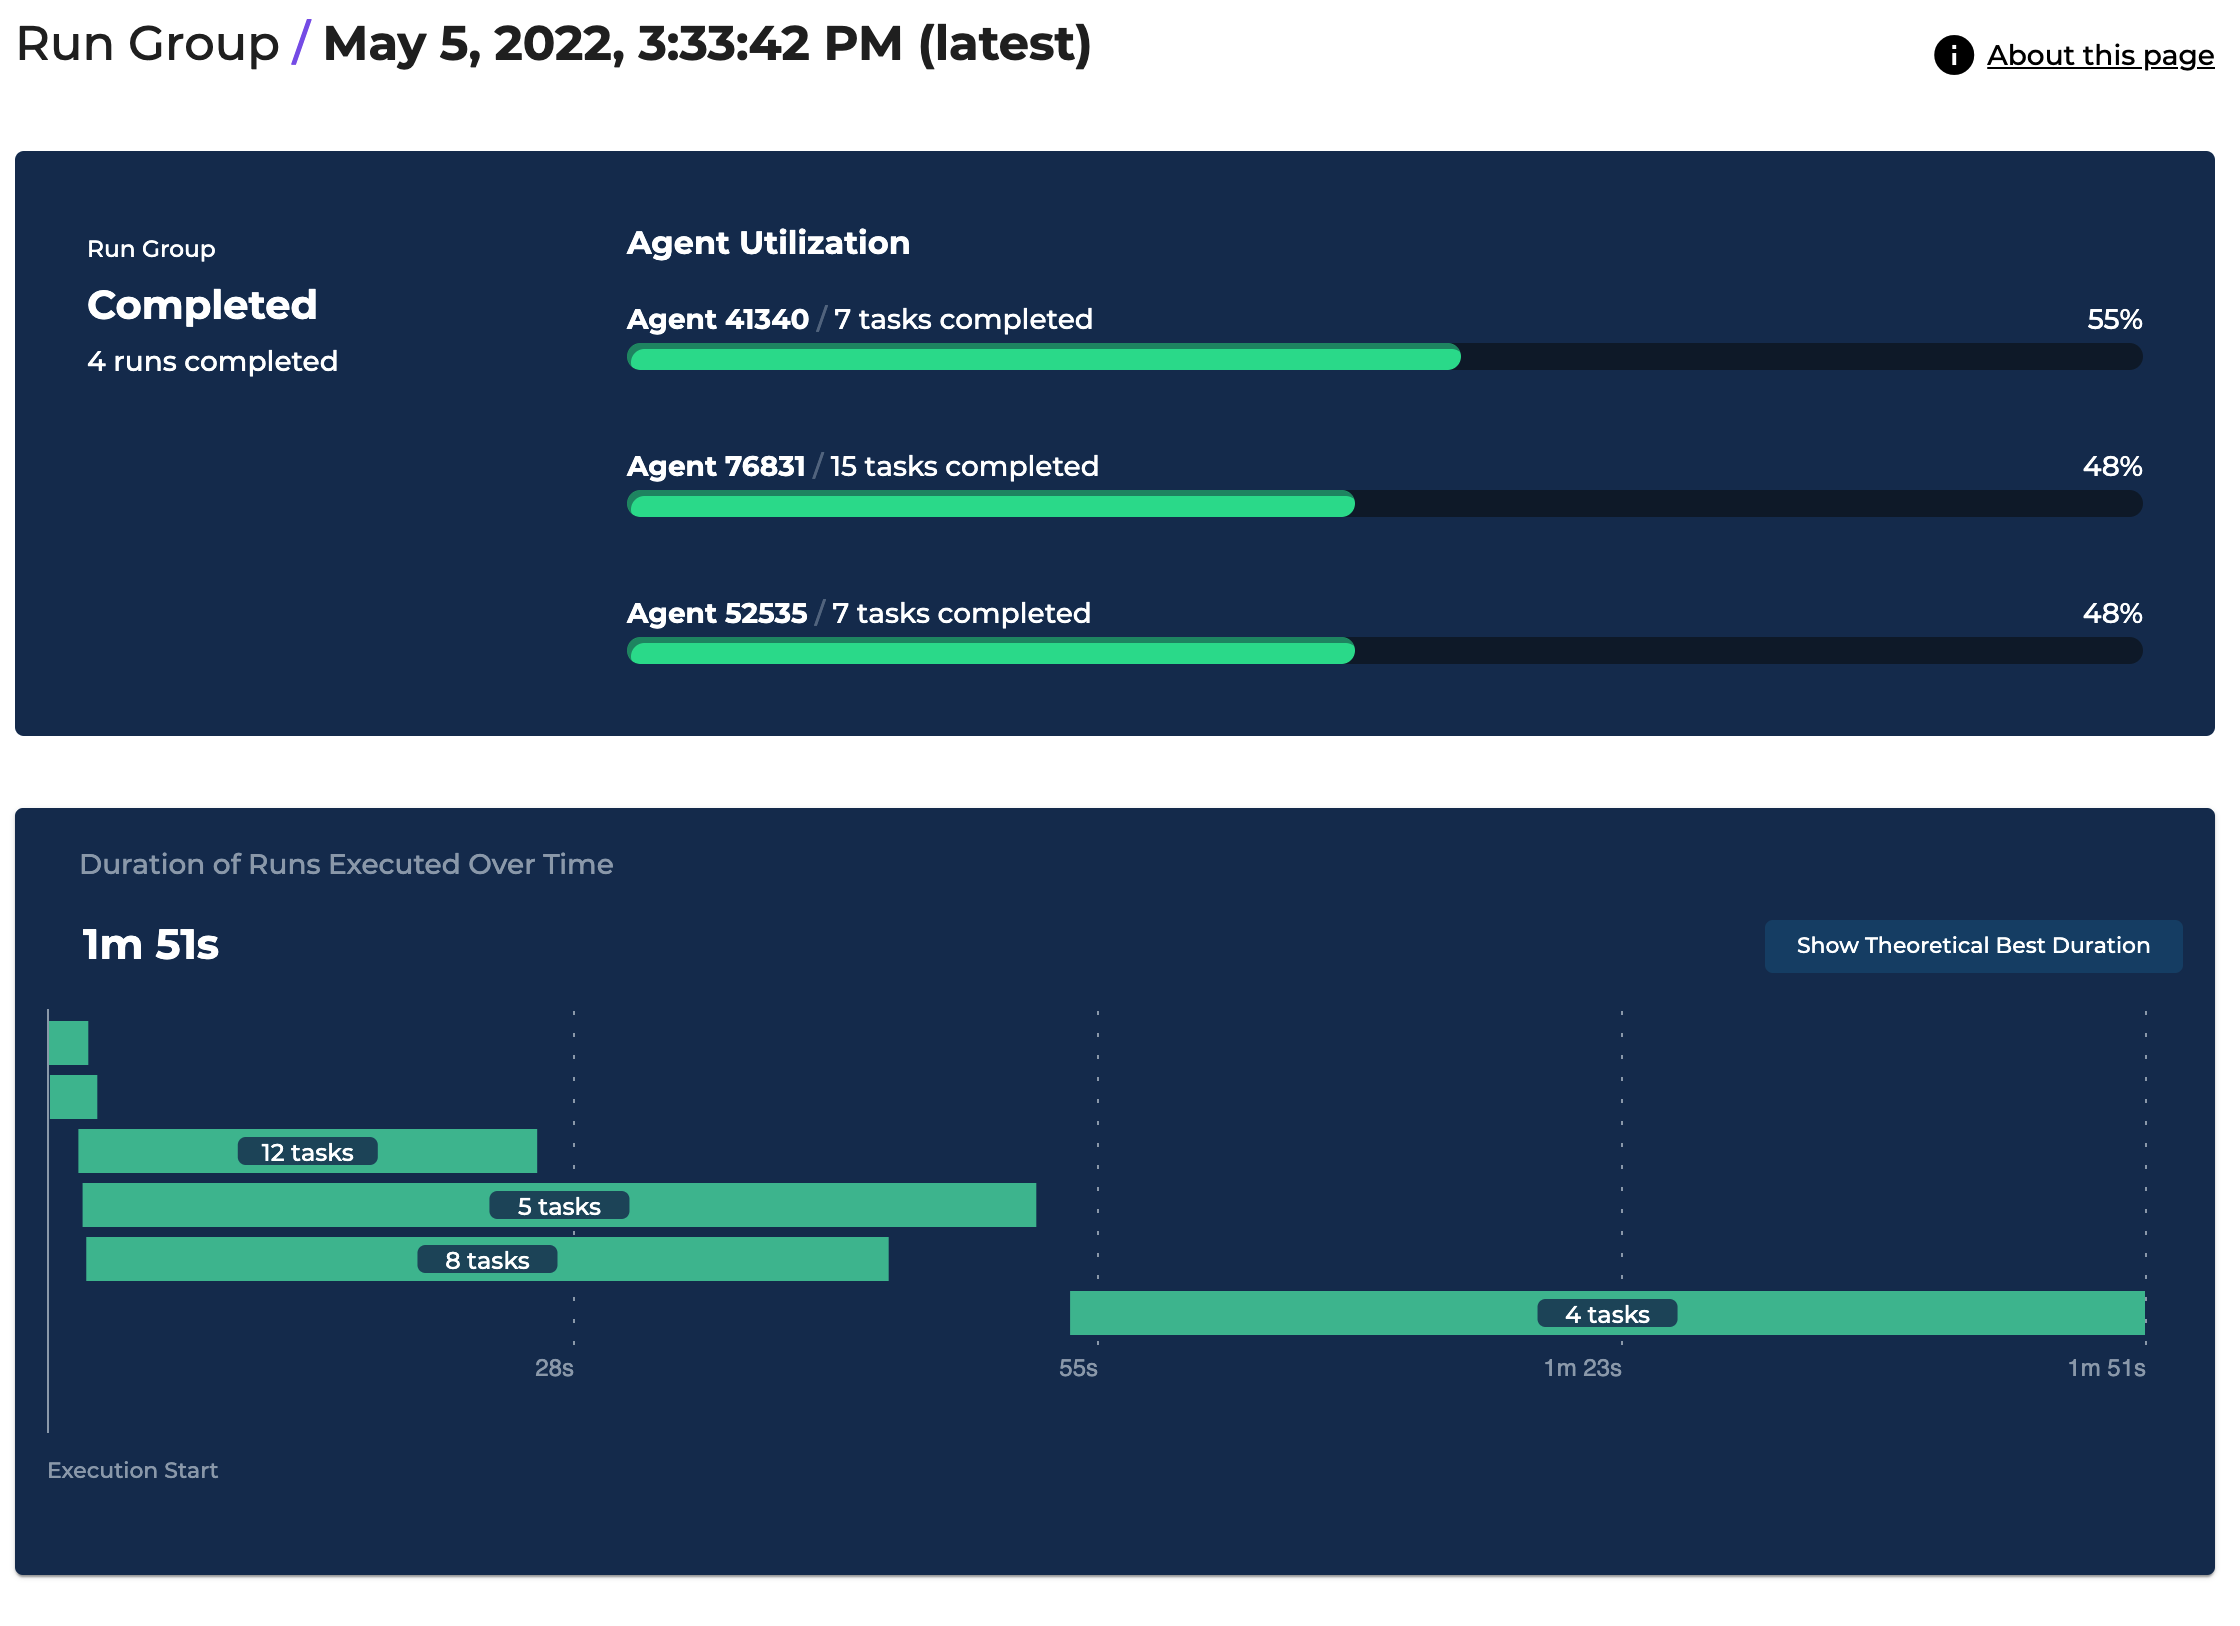 Run Group / May 5, 2022, 3:33:42 PM (latest)
i About this page
Run Group
Completed
4 runs completed
Agent Utilization
Agent 41340 / 7 tasks completed 55%
Agent 76831 / 15 tasks completed 48%
Agent 52535 / 7 tasks completed 48%
Duration of Runs Executed Over Time
1m 51s
Show Theoretical Best Duration
12 tasks
5 tasks
8 tasks
4 tasks
28s 55s 1m 23s 1m 51s
Execution Start